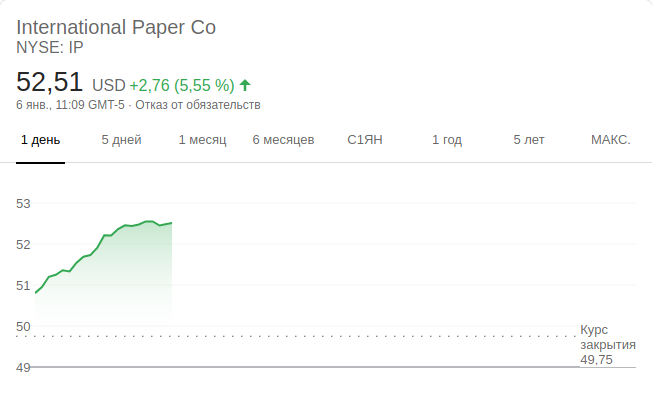 International Paper Co
NYSE: IP
52,51 USD +2,76 (5,55 %)
6 янв., 11:09 GMT-5 · Отказ от обязательств
1 день 5 дней 1 месяц 6 месяцев С1ЯН 1 год 5 лет МАКС.
53
52
51
50
Курс
закрытия
49,75
49